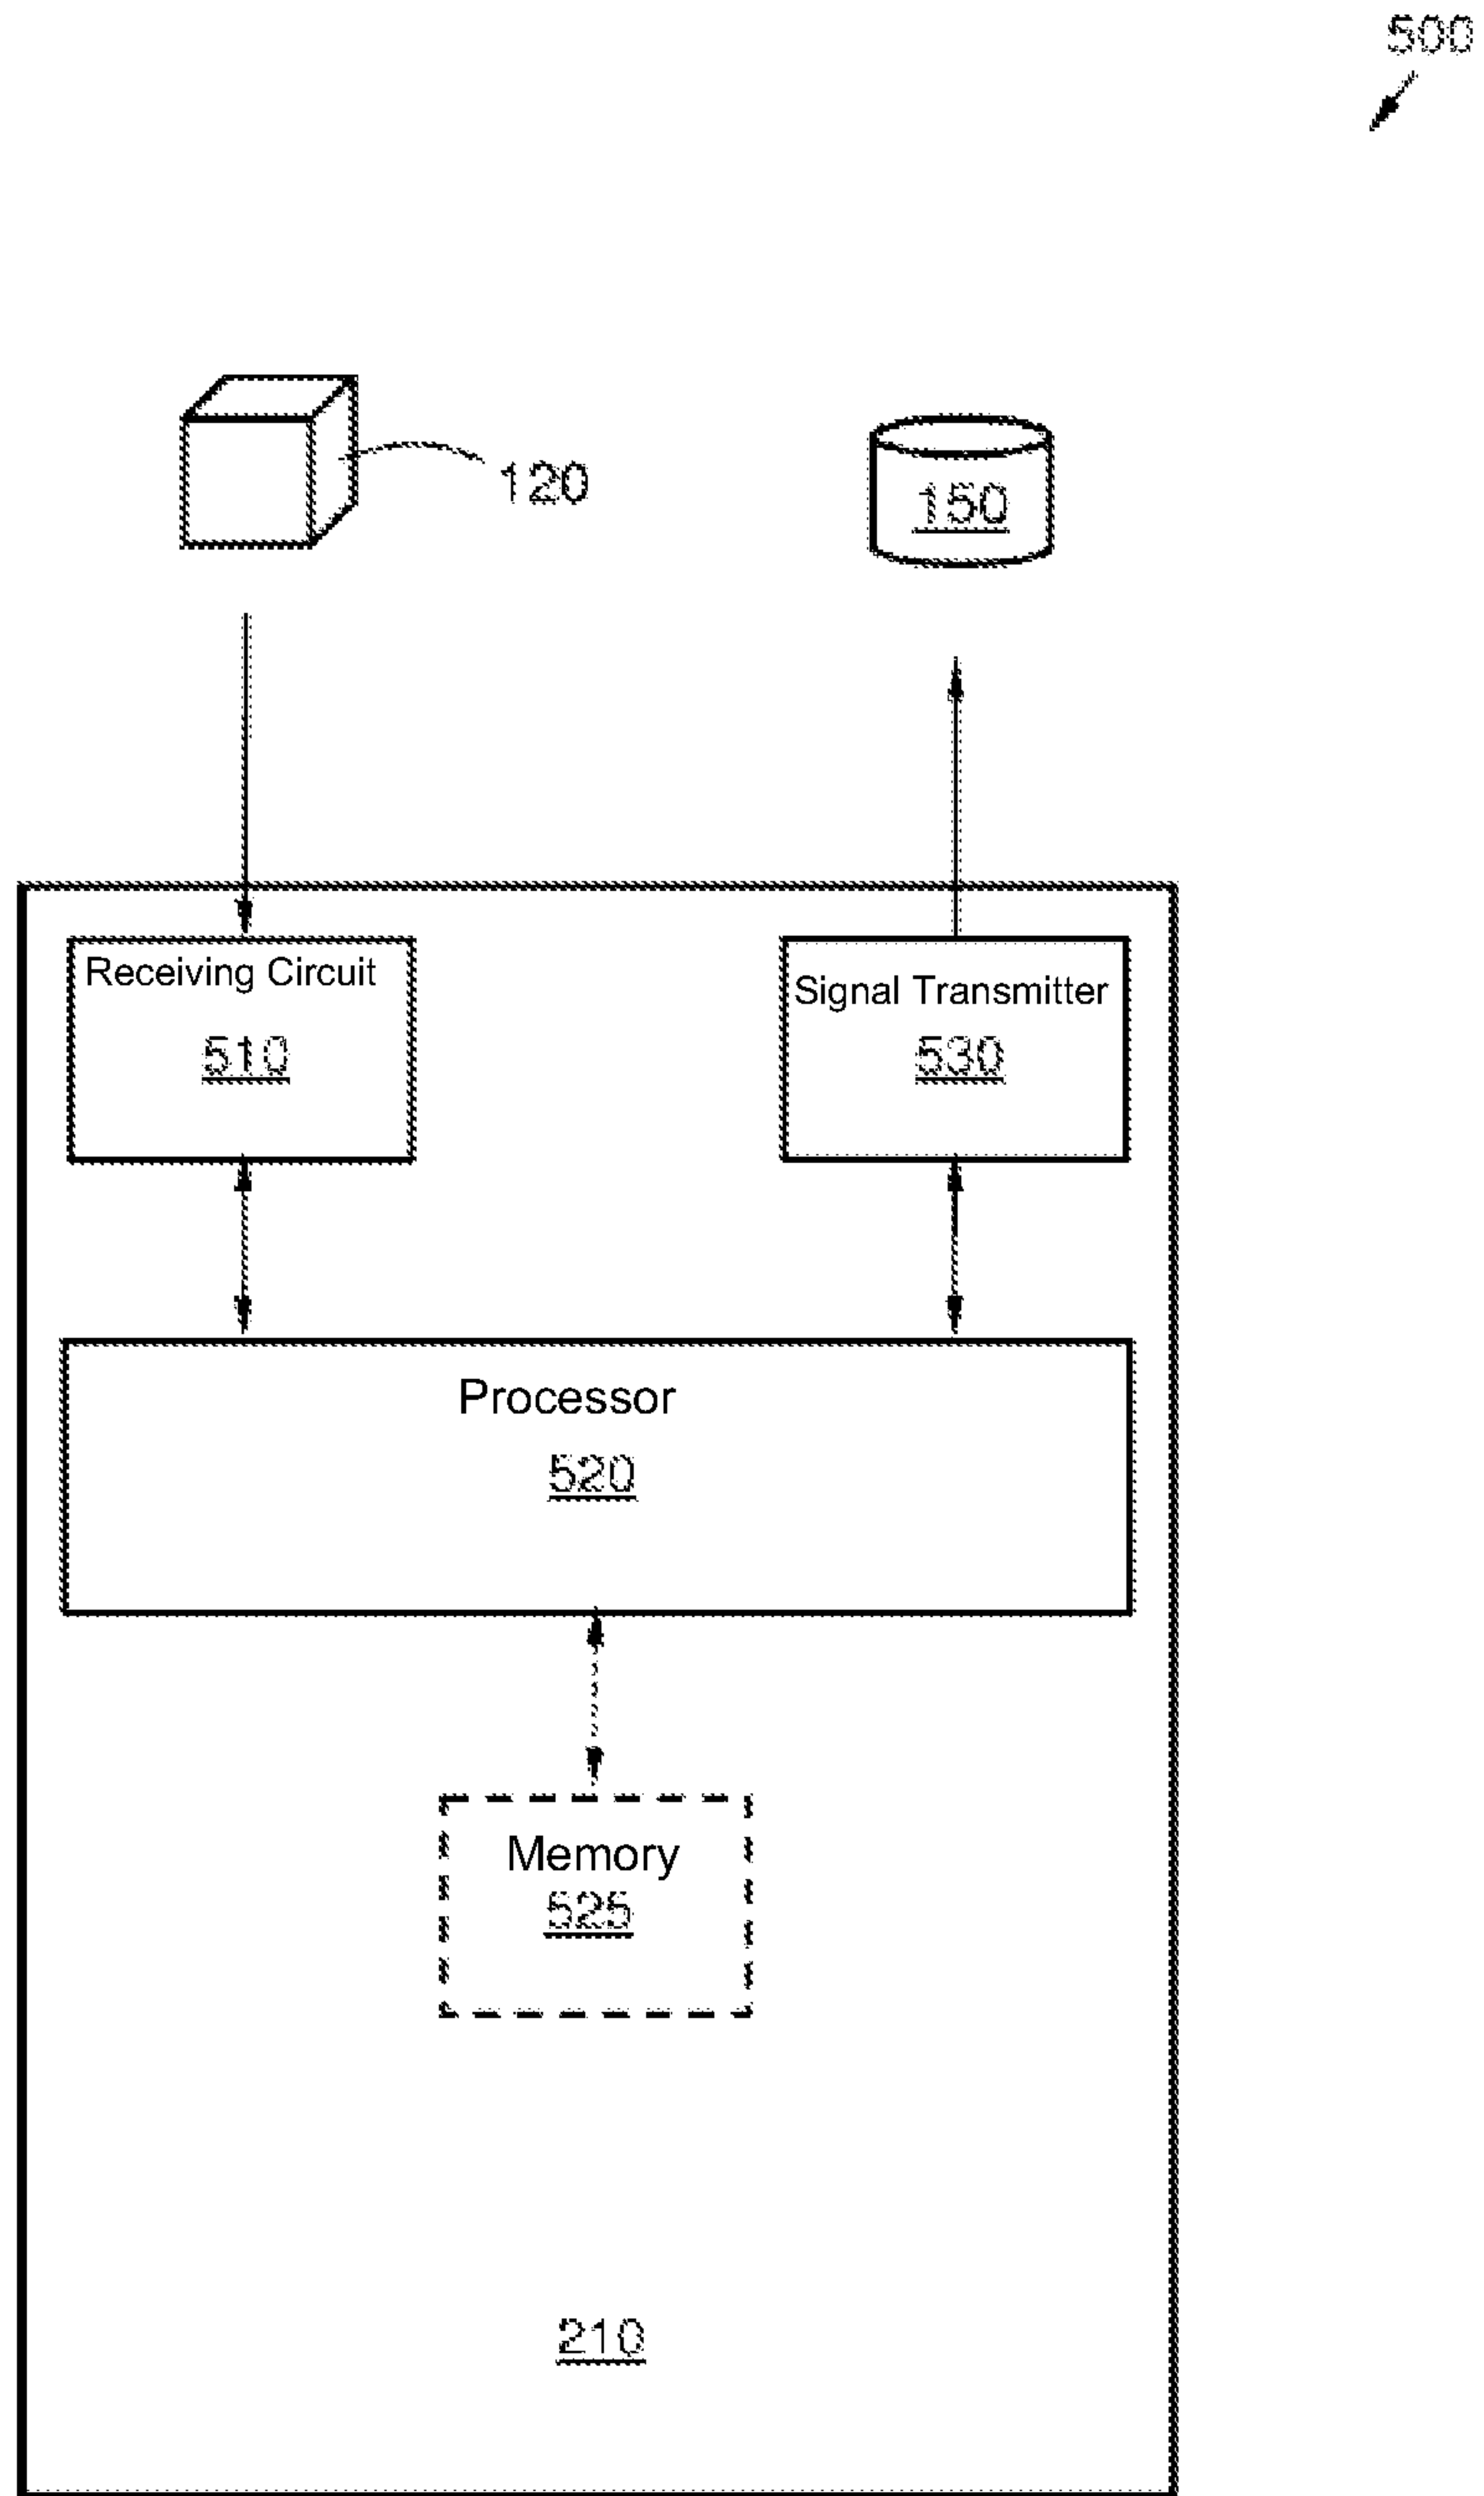 500
120
150
Receiving Circuit
510
Signal Transmitter
530
Processor
520
Memory
525
210